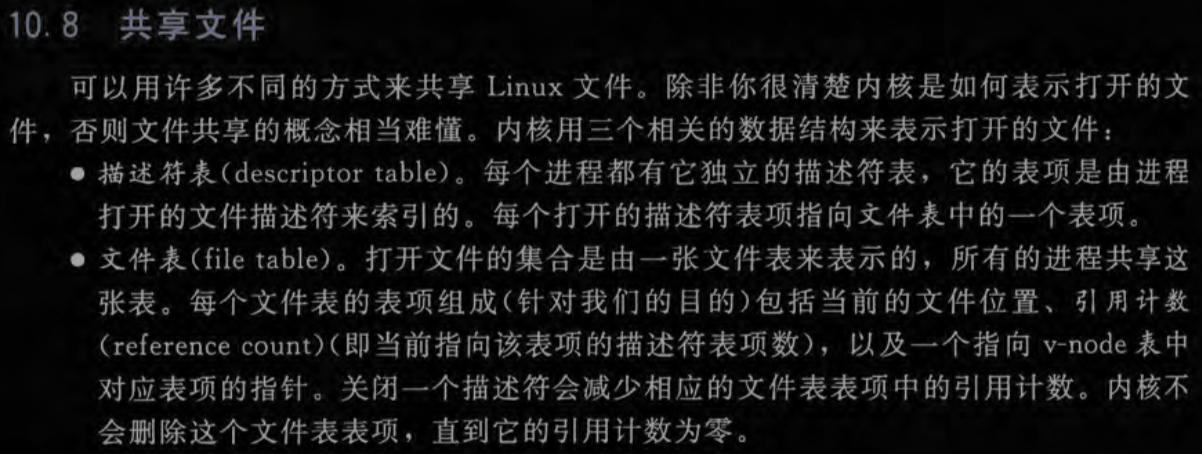 10.8 共享文件
可以用许多不同的方式来共享 Linux 文件。除非你很清楚内核是如何表示打开的文
件，否则文件共享的概念相当难懂。内核用三个相关的数据结构来表示打开的文件：
● 描述符表(descriptor table)。每个进程都有它独立的描述符表，它的表项是由进程
打开的文件描述符来索引的。每个打开的描述符表项指向文件表中的一个表项。
● 文件表(file table)。打开文件的集合是由一张文件表来表示的，所有的进程共享这
张表。每个文件表的表项组成(针对我们的目的)包括当前的文件位置、引用计数
(reference count)(即当前指向该表项的描述符表项数)，以及一个指向 v-node 表中
对应表项的指针。关闭一个描述符会减少相应的文件表表项中的引用计数。内核不
会删除这个文件表表项，直到它的引用计数为零。